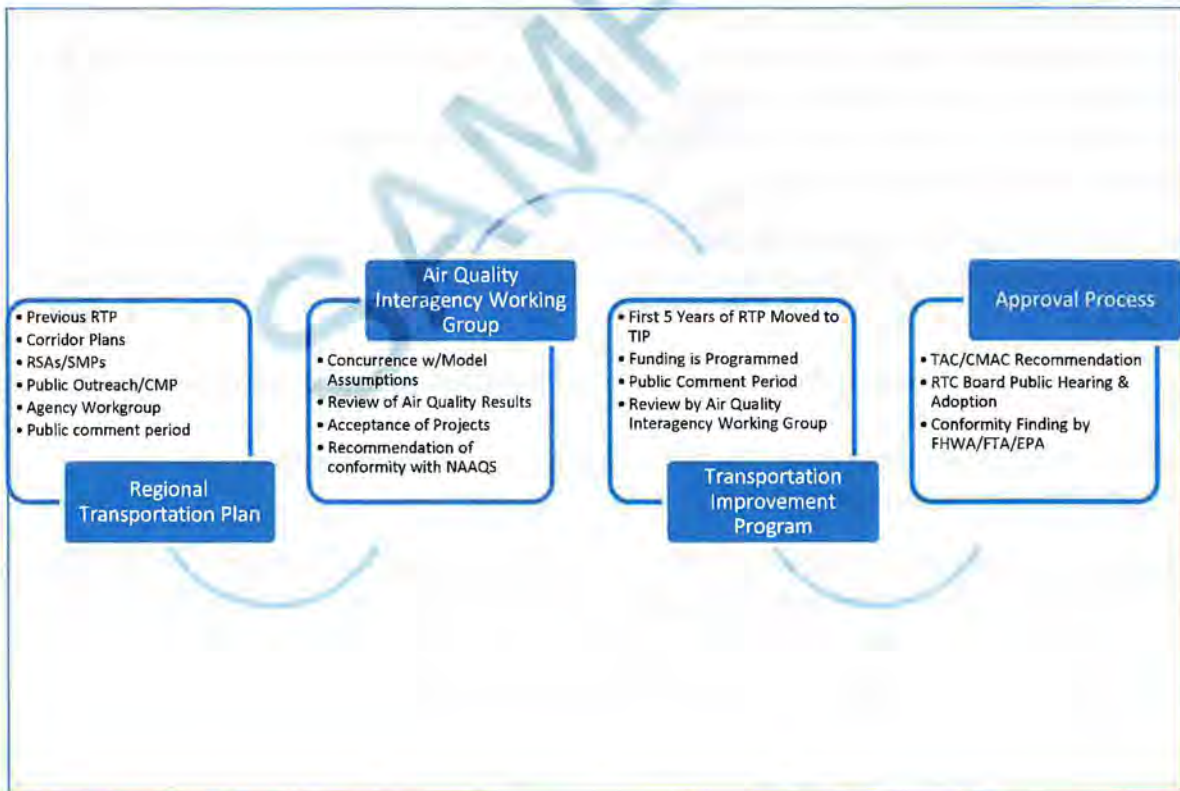 SAMP
• Previous RTP
• Corridor Plans
• RSAs/SMPs
• Public Outreach/CMP
• Agency Workgroup
• Public comment period
Regional
Transportation Plan
Air Quality
Interagency Working
Group
• Concurrence w/Model
Assumptions
• Review of Air Quality Results
• Acceptance of Projects
• Recommendation of
conformity with NAAQS
• First 5 Years of RTP Moved to
TIP
• Funding is Programmed
• Public Comment Period
• Review by Air Quality
Interagency Working Group
Transportation
Improvement
Program
Approval Process
• TAC/CMAC Recommendation
• RTC Board Public Hearing &
Adoption
• Conformity Finding by
FHWA/FTA/EPA